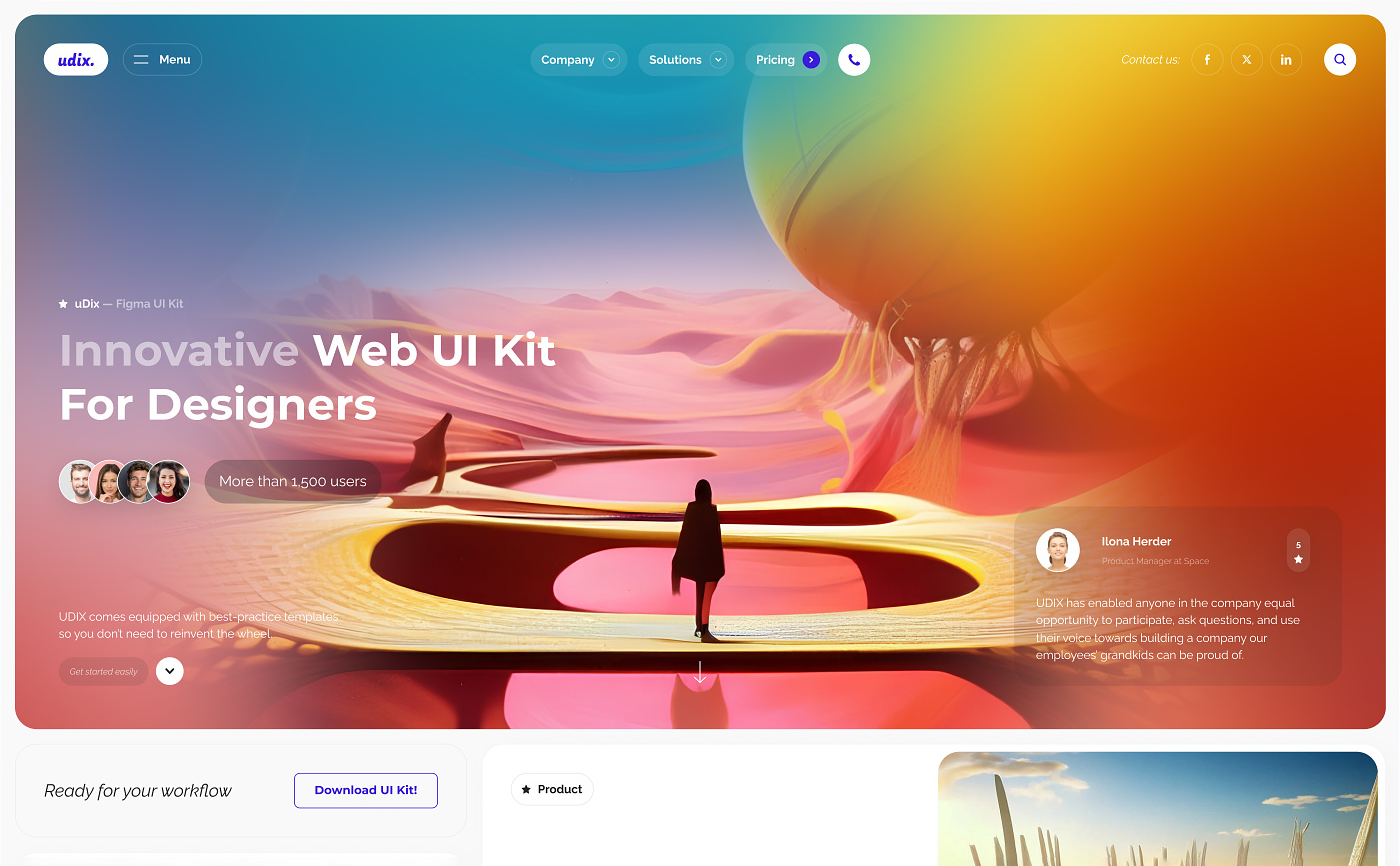 udix.
Menu
Company
Solutions
Pricing
Contact us:
f
X
in
uDix — Figma UI Kit
Innovative Web UI Kit
For Designers
More than 1,500 users
UDIX comes equipped with best-practice templates,
so you don't need to reinvent the wheel.
Get started easily
Ilona Herder
Product Manager at Space
5
UDIX has enabled anyone in the company equal
opportunity to participate, ask questions, and use
their voice towards building a company our
employees' grandkids can be proud of.
Ready for your workflow
Download UI Kit!
Product